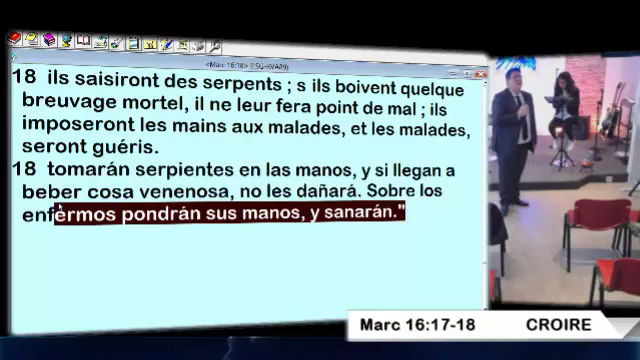 <Marc 16:18> (LSG-RVA09)
18 ils saisiront des serpents ; s ils boivent quelque
breuvage mortel, il ne leur fera point de mal ; ils
imposeront les mains aux malades, et les malades,
seront guéris.
18 tomarán serpientes en las manos, y si llegan a
beber cosa venenosa, no les dañará. Sobre los
enfermos pondrán sus manos, y sanarán."
Marc 16:17-18 CROIRE